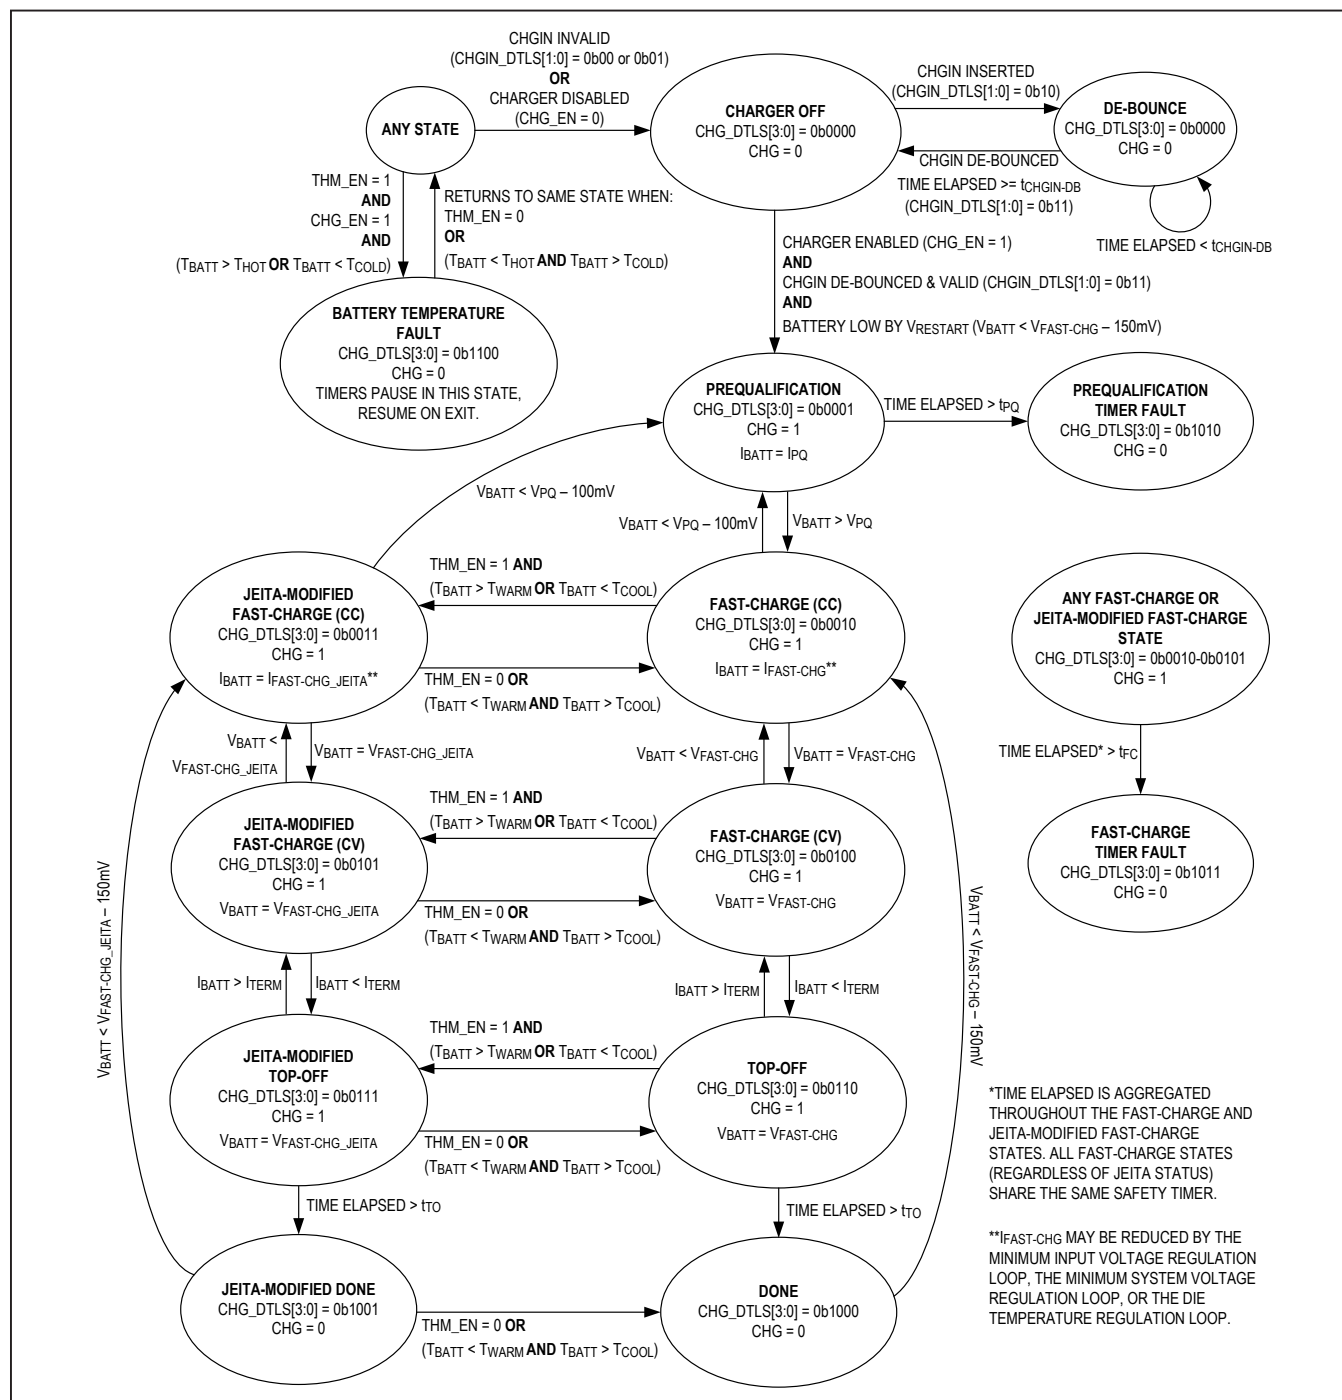 CHGIN INVALID
(CHGIN_DTLS[1:0] = 0b00 or 0b01)
OR
CHARGER DISABLED
(CHG_EN = 0)
ANY STATE
CHARGER OFF
CHG_DTLS[3:0] = 0b0000
CHG = 0
CHGIN INSERTED
(CHGIN_DTLS[1:0] = 0b10)
DE-BOUNCE
CHG_DTLS[3:0] = 0b0000
CHG = 0
CHGIN DE-BOUNCED
TIME ELAPSED >= tCHGIN-DB
(CHGIN_DTLS[1:0] = 0b11)
TIME ELAPSED < tCHGIN-DB
THM_EN = 1
AND
CHG_EN = 1
AND
(TBATT > THOT OR TBATT < TCOLD)
RETURNS TO SAME STATE WHEN:
THM_EN = 0
OR
(TBATT < THOT AND TBATT > TCOLD)
BATTERY TEMPERATURE
FAULT
CHG_DTLS[3:0] = 0b1100
CHG = 0
TIMERS PAUSE IN THIS STATE,
RESUME ON EXIT.
CHARGER ENABLED (CHG_EN = 1)
AND
CHGIN DE-BOUNCED & VALID (CHGIN_DTLS[1:0] = 0b11)
AND
BATTERY LOW BY VRESTART (VBATT < VFAST-CHG – 150mV)
PREQUALIFICATION
CHG_DTLS[3:0] = 0b0001
CHG = 1
IBATT = IPQ
TIME ELAPSED > tPQ
PREQUALIFICATION
TIMER FAULT
CHG_DTLS[3:0] = 0b1010
CHG = 0
VBATT < VPQ – 100mV
VBATT < VPQ – 100mV
VBATT > VPQ
JEITA-MODIFIED
FAST-CHARGE (CC)
CHG_DTLS[3:0] = 0b0011
CHG = 1
IBATT = IFAST-CHG_JEITA**
THM_EN = 1 AND
(TBATT > TWARM OR TBATT < TCOOL)
THM_EN = 0 OR
(TBATT < TWARM AND TBATT > TCOOL)
FAST-CHARGE (CC)
CHG_DTLS[3:0] = 0b0010
CHG = 1
IBATT = IFAST-CHG**
ANY FAST-CHARGE OR
JEITA-MODIFIED FAST-CHARGE
STATE
CHG_DTLS[3:0] = 0b0010-0b0101
CHG = 1
TIME ELAPSED* > tFC
FAST-CHARGE
TIMER FAULT
CHG_DTLS[3:0] = 0b1011
CHG = 0
VBATT <
VFAST-CHG_JEITA
VBATT = VFAST-CHG_JEITA
VBATT < VFAST-CHG
VBATT = VFAST-CHG
JEITA-MODIFIED
FAST-CHARGE (CV)
CHG_DTLS[3:0] = 0b0101
CHG = 1
VBATT = VFAST-CHG_JEITA
THM_EN = 1 AND
(TBATT > TWARM OR TBATT < TCOOL)
THM_EN = 0 OR
(TBATT < TWARM AND TBATT > TCOOL)
FAST-CHARGE (CV)
CHG_DTLS[3:0] = 0b0100
CHG = 1
VBATT = VFAST-CHG
VBATT < VFAST-CHG_JEITA – 150mV
VBATT < VFAST-CHG – 150mV
IBATT > ITERM
IBATT < ITERM
IBATT > ITERM
IBATT < ITERM
JEITA-MODIFIED
TOP-OFF
CHG_DTLS[3:0] = 0b0111
CHG = 1
VBATT = VFAST-CHG_JEITA
THM_EN = 1 AND
(TBATT > TWARM OR TBATT < TCOOL)
THM_EN = 0 OR
(TBATT < TWARM AND TBATT > TCOOL)
TOP-OFF
CHG_DTLS[3:0] = 0b0110
CHG = 1
VBATT = VFAST-CHG
TIME ELAPSED > tTO
TIME ELAPSED > tTO
JEITA-MODIFIED DONE
CHG_DTLS[3:0] = 0b1001
CHG = 0
THM_EN = 0 OR
(TBATT < TWARM AND TBATT > TCOOL)
DONE
CHG_DTLS[3:0] = 0b1000
CHG = 0
*TIME ELAPSED IS AGGREGATED
THROUGHOUT THE FAST-CHARGE AND
JEITA-MODIFIED FAST-CHARGE
STATES. ALL FAST-CHARGE STATES
(REGARDLESS OF JEITA STATUS)
SHARE THE SAME SAFETY TIMER.
**IFAST-CHG MAY BE REDUCED BY THE
MINIMUM INPUT VOLTAGE REGULATION
LOOP, THE MINIMUM SYSTEM VOLTAGE
REGULATION LOOP, OR THE DIE
TEMPERATURE REGULATION LOOP.